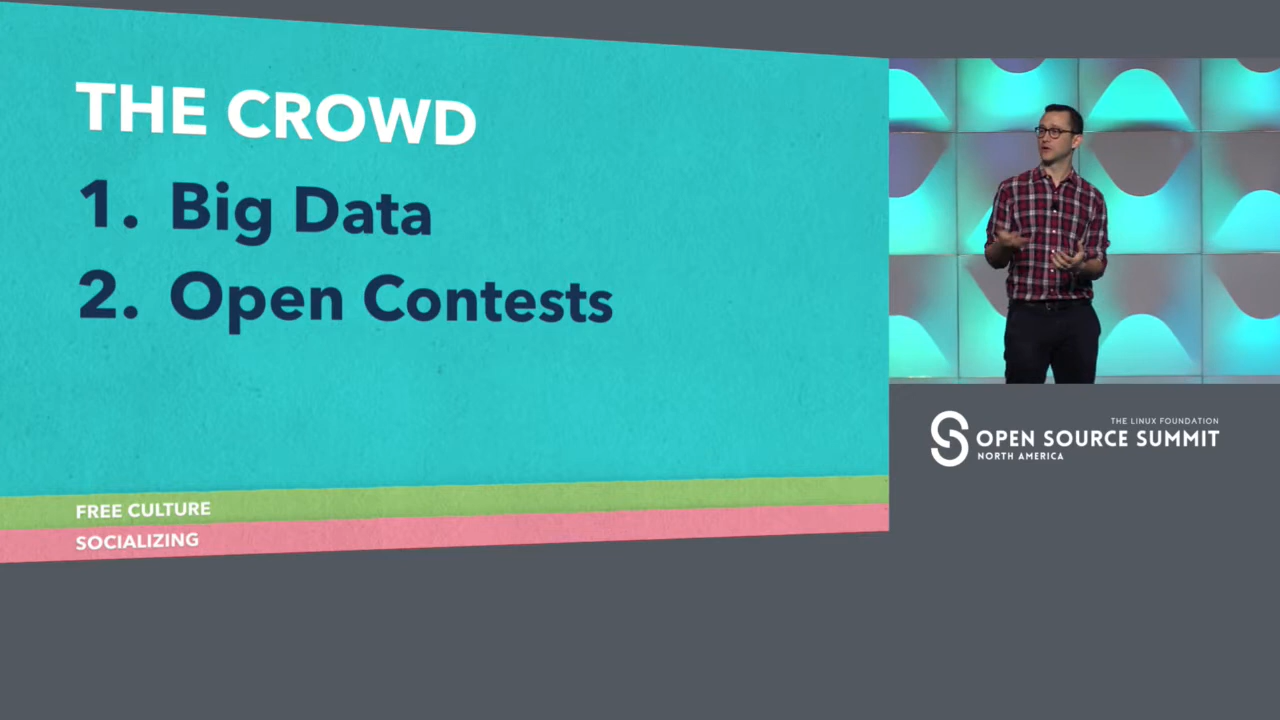 THE CROWD
1. Big Data
2. Open Contests
FREE CULTURE
SOCIALIZING
THE LINUX FOUNDATION
OPEN SOURCE SUMMIT
NORTH AMERICA